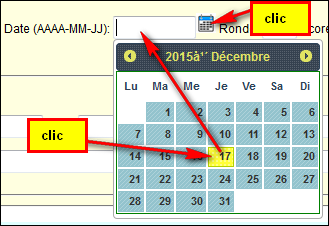 clic
Date (AAAA-MM-JJ): Rond core
2015à¹´ Décembre
Lu Ma Me Je Ve Sa Di
1 2 3 4 5 6
7 8 9 10 11 12 13
clic
14 15 16 17 18 19 20
21 22 23 24 25 26 27
28 29 30 31